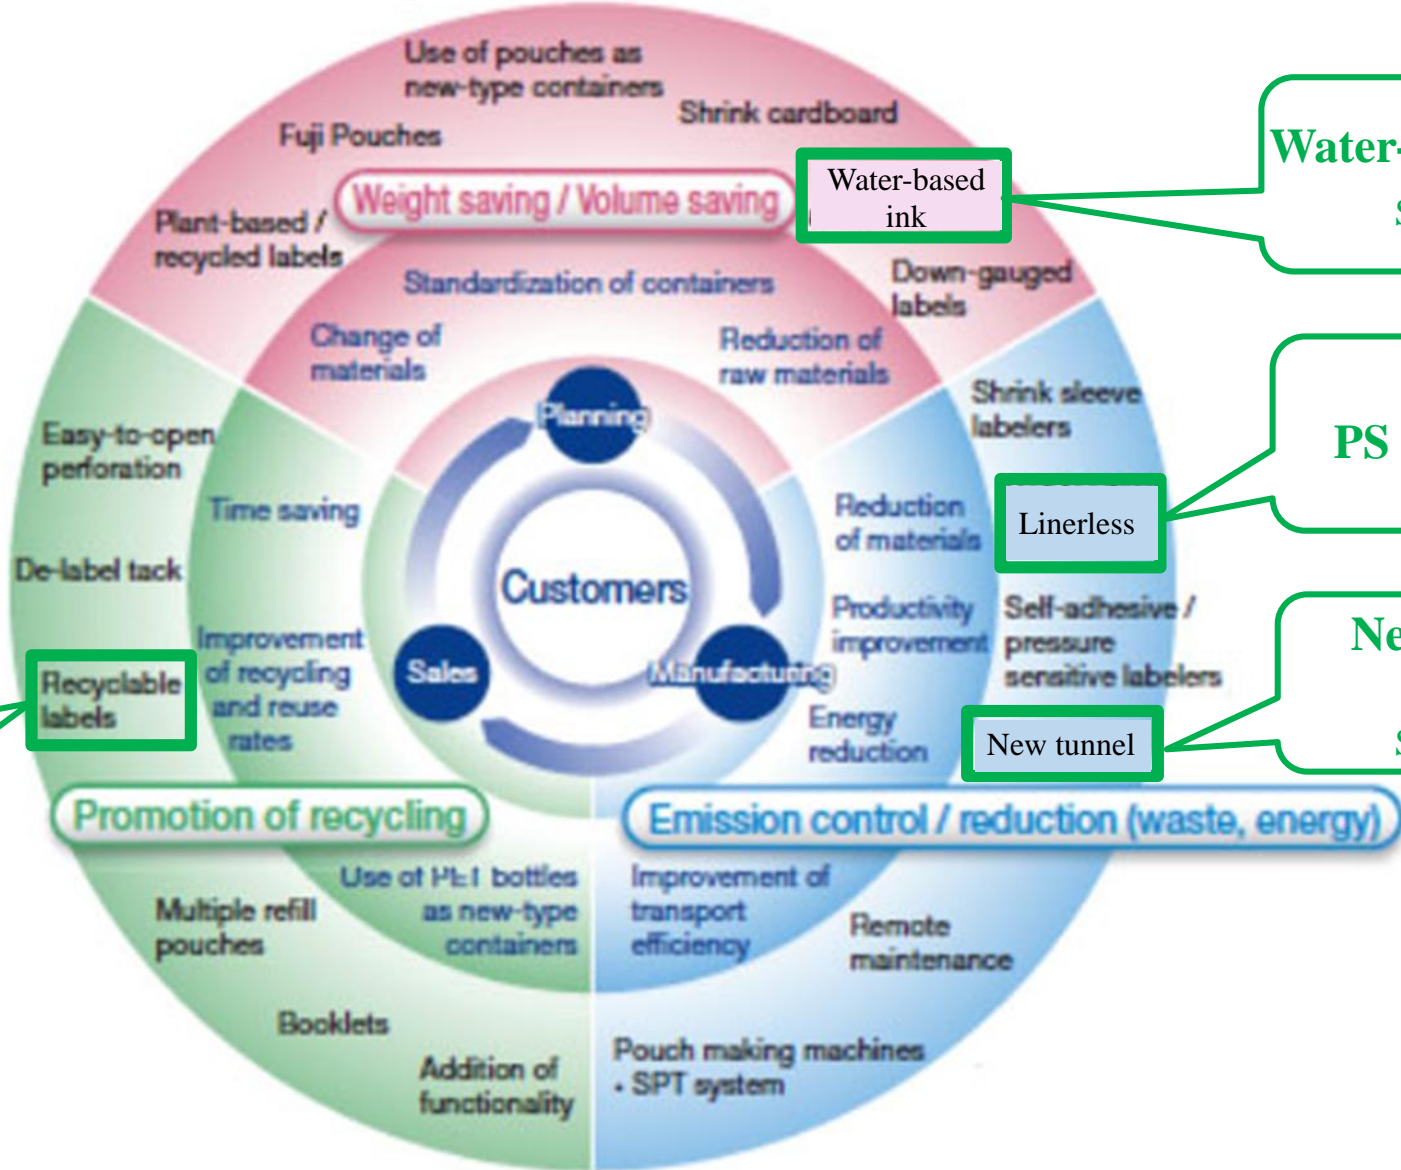 Use of pouches as
new-type containers
Shrink cardboard
Fuji Pouches
Weight saving / Volume saving
Water-based
ink
Plant-based /
recycled labels
Down-gauged
labels
Standardization of containers
Change of
materials
Reduction of
raw materials
Planning
Customers
Sales
Manufacturing
Shrink sleeve
labelers
Reduction
of materials
Linerless
Productivity
improvement
Self-adhesive /
pressure
sensitive labelers
Energy
reduction
New tunnel
Emission control / reduction (waste, energy)
Improvement of
transport
efficiency
Remote
maintenance
Pouch making machines
• SPT system
Easy-to-open
perforation
Time saving
De-label tack
Improvement
of recycling
and reuse
rates
Recyclable
labels
Promotion of recycling
Use of PET bottles
as new-type
containers
Multiple refill
pouches
Booklets
Addition of
functionality
Water-
s
PS
Ne
s